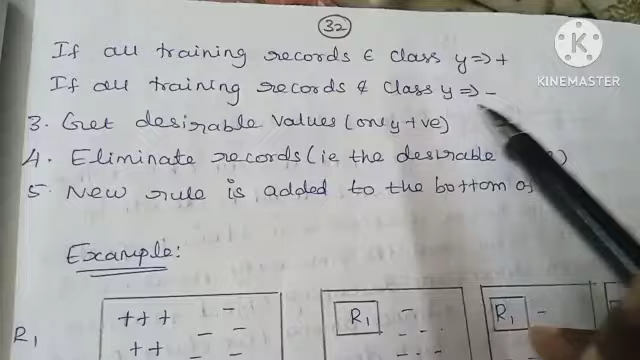 32
If all training records ∈ class y => +
If all training records ∉ class y => -
K
KINEMASTER
3. Get desirable values (only +ve)
4. Eliminate records (ie the desirable )
5. New rule is added to the bottom of
Example:
R1
+++ -
++ - -
- -
R1 -
- - -
R1 -